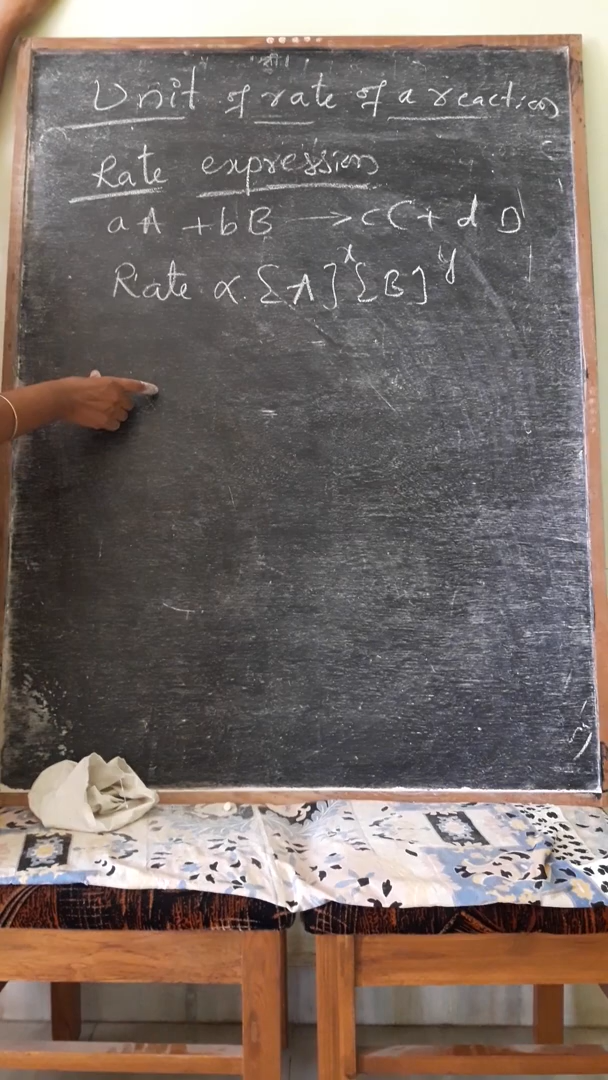 Unit of rate of a reaction
Rate expression
aA + bB → cC + dD
Rate ∝ [A]^x [B]^y